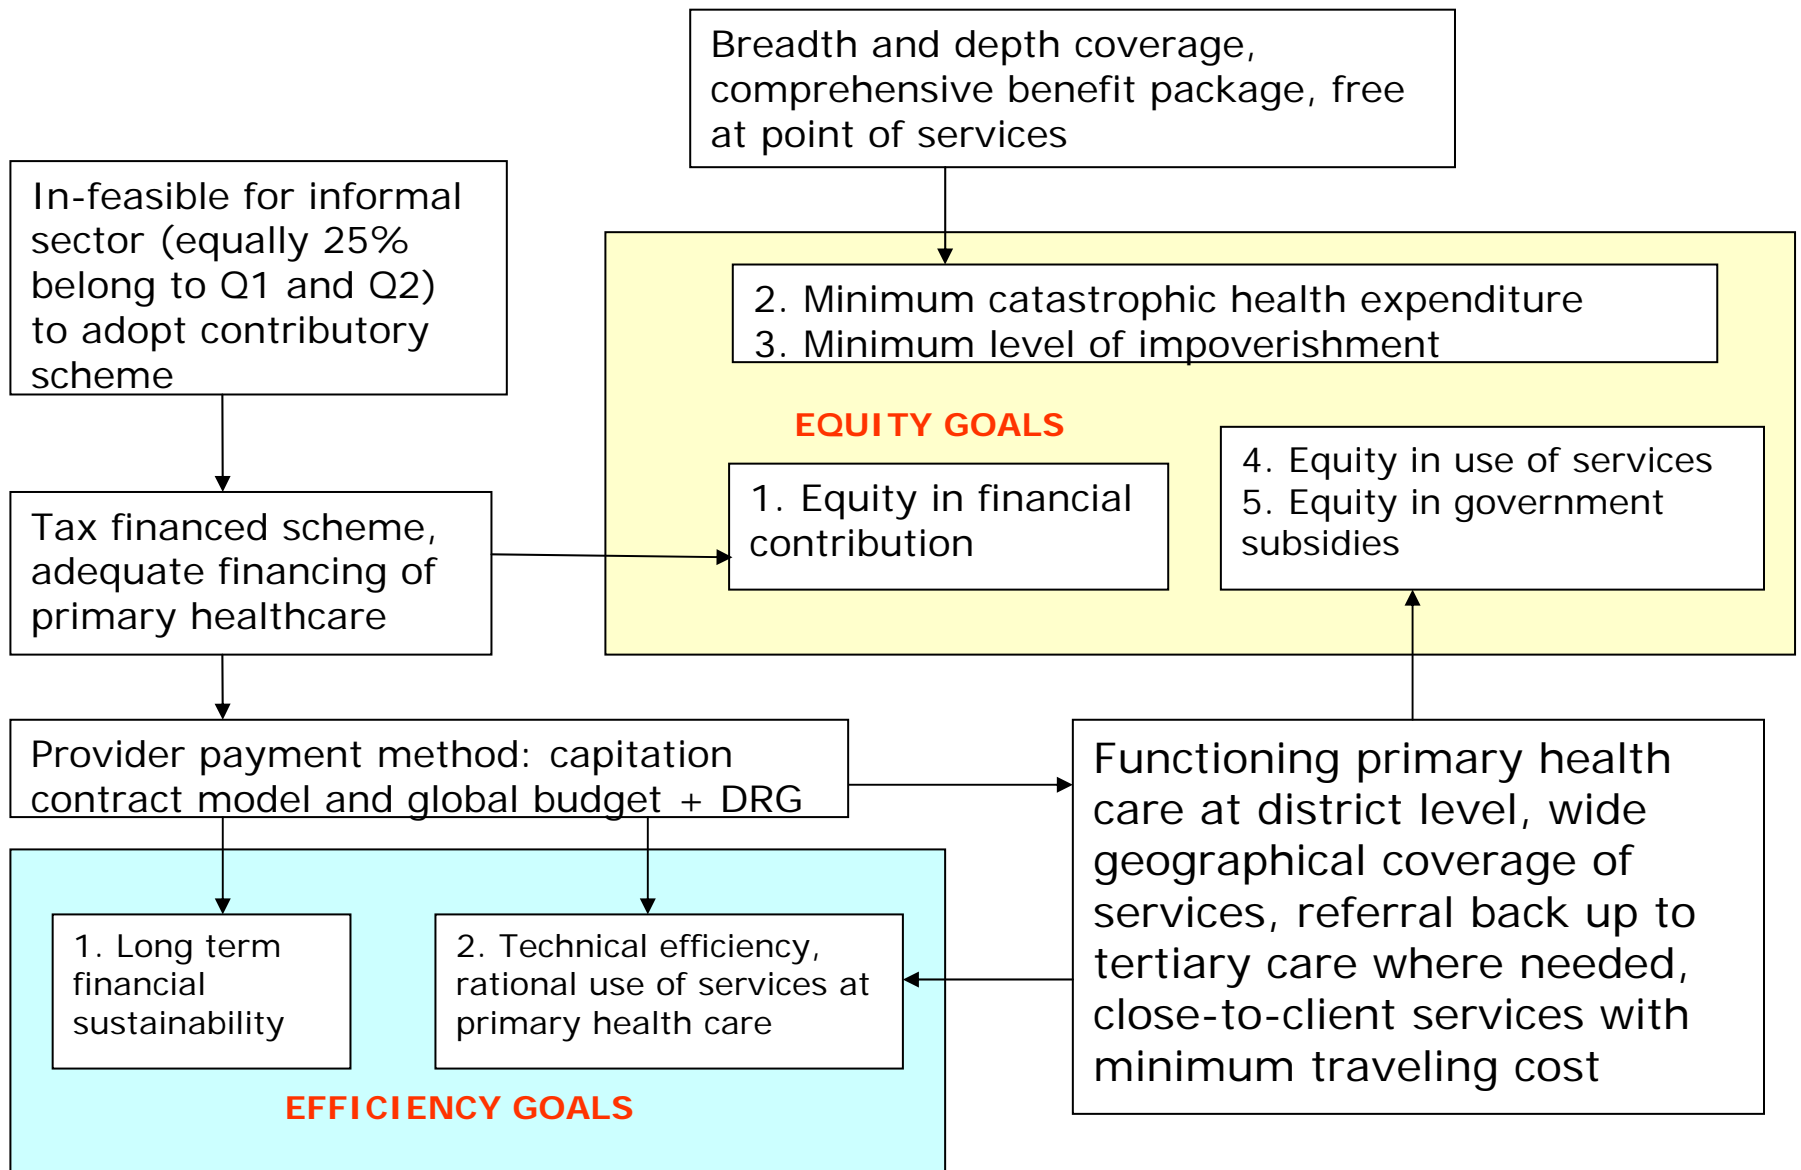 Breadth and depth coverage,
comprehensive benefit package, free
at point of services
In-feasible for informal
sector (equally 25%
belong to Q1 and Q2)
to adopt contributory
scheme
2. Minimum catastrophic health expenditure
3. Minimum level of impoverishment
EQUITY GOALS
1. Equity in financial
contribution
4. Equity in use of services
5. Equity in government
subsidies
Tax financed scheme,
adequate financing of
primary healthcare
Provider payment method: capitation
contract model and global budget + DRG
Functioning primary health
care at district level, wide
geographical coverage of
services, referral back up to
tertiary care where needed,
close-to-client services with
minimum traveling cost
1. Long term
financial
sustainability
2. Technical efficiency,
rational use of services at
primary health care
EFFICIENCY GOALS